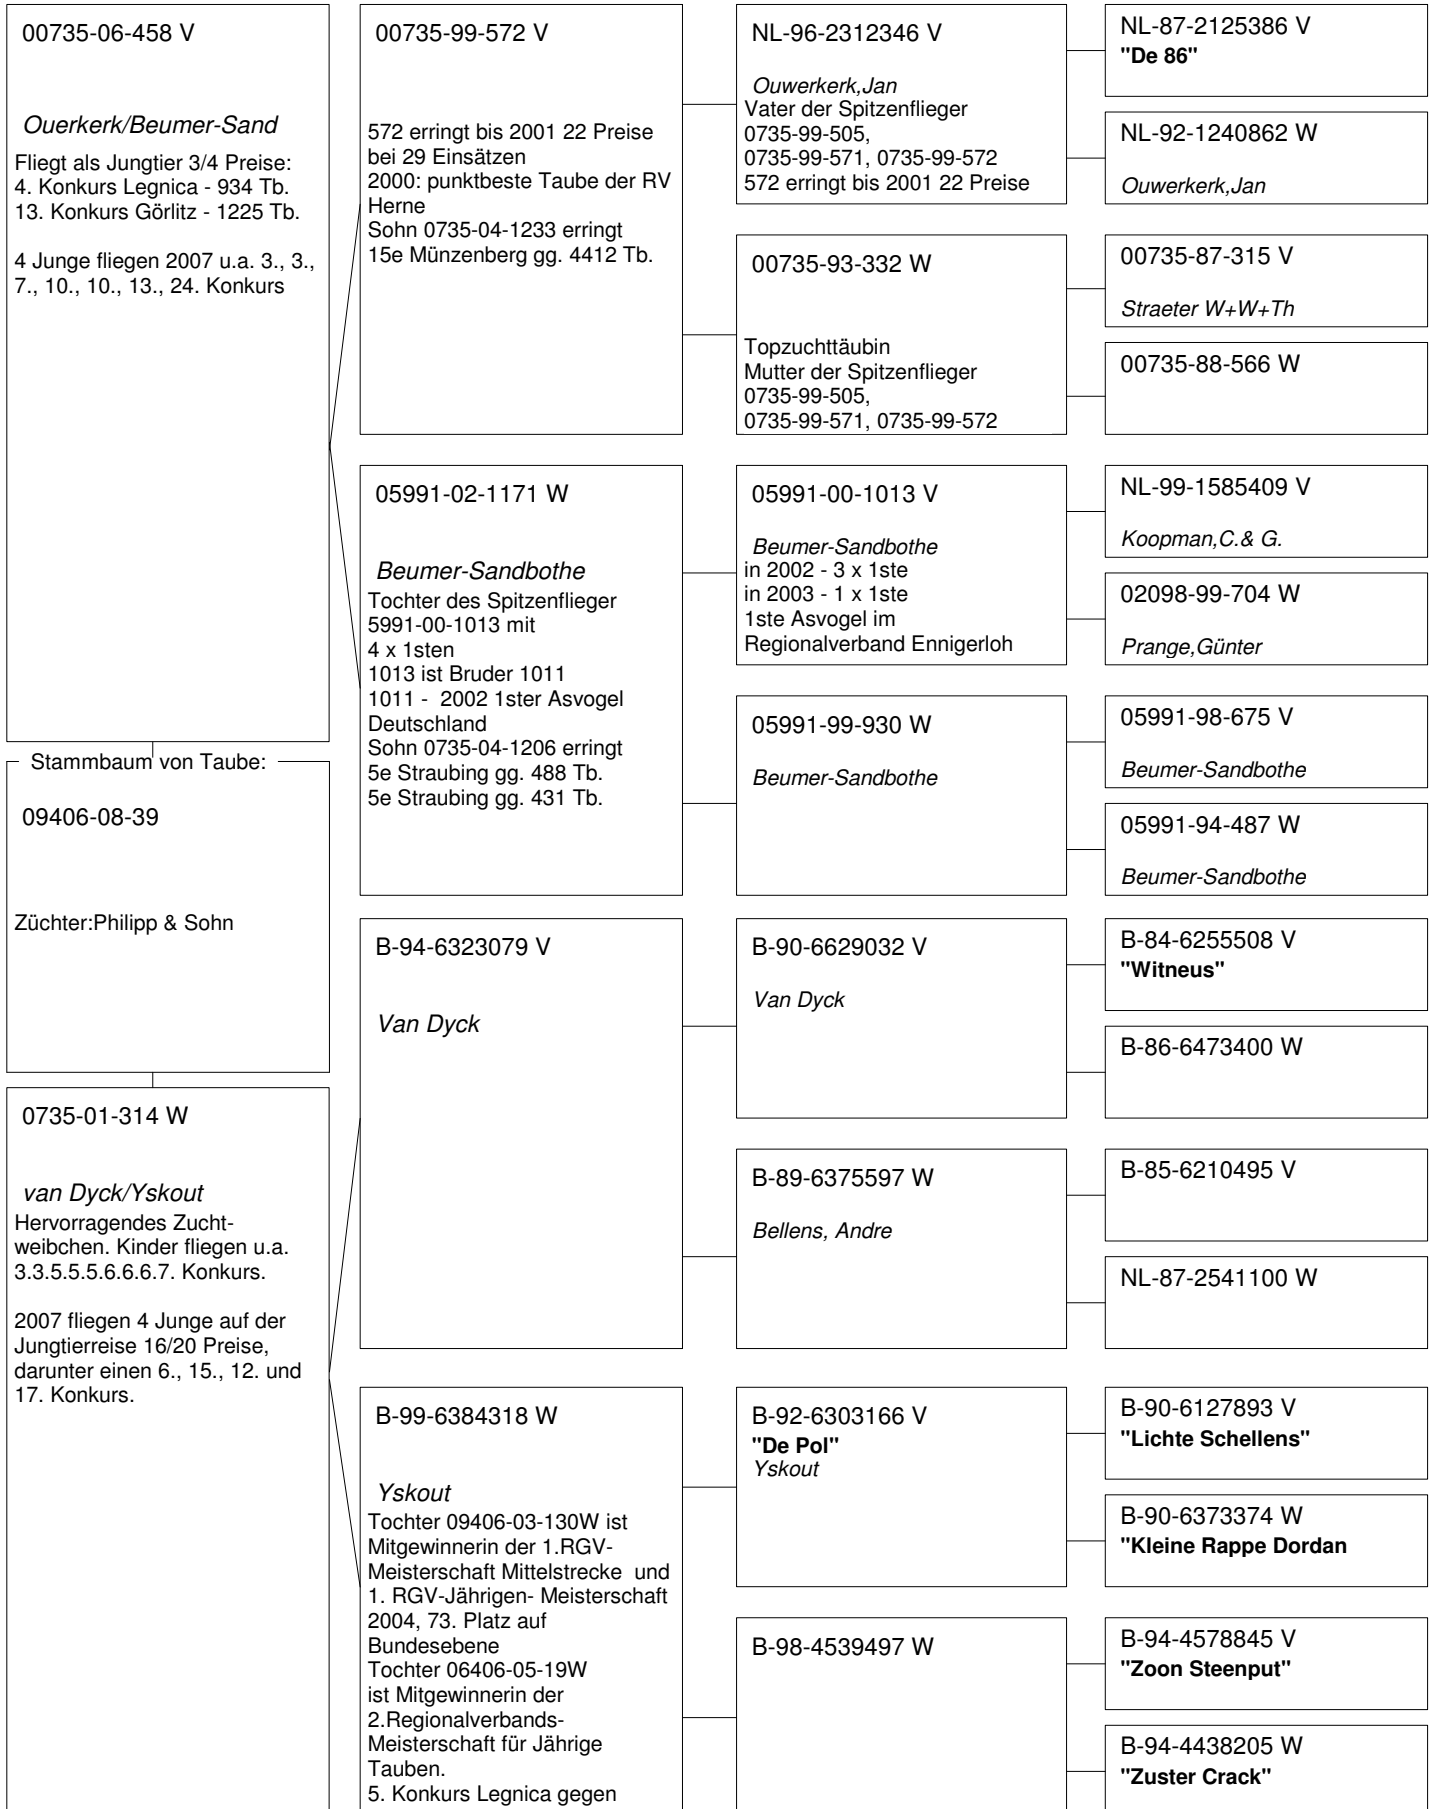 00735-06-458 V
Ouerkerk/Beumer-Sand
Fliegt als Jungtier 3/4 Preise:
4. Konkurs Legnica - 934 Tb.
13. Konkurs Görlitz - 1225 Tb.
4 Junge fliegen 2007 u.a. 3., 3.,
7., 10., 10., 13., 24. Konkurs
Stammbaum von Taube:
09406-08-39
Züchter:Philipp & Sohn
0735-01-314 W
van Dyck/Yskout
Hervorragendes Zucht-
weibchen. Kinder fliegen u.a.
3.3.5.5.5.6.6.6.7. Konkurs.
2007 fliegen 4 Junge auf der
Jungtierreise 16/20 Preise,
darunter einen 6., 15., 12. und
17. Konkurs.
00735-99-572 V
572 erringt bis 2001 22 Preise
bei 29 Einsätzen
2000: punktbeste Taube der RV
Herne
Sohn 0735-04-1233 erringt
15e Münzenberg gg. 4412 Tb.
05991-02-1171 W
Beumer-Sandbothe
Tochter des Spitzenflieger
5991-00-1013 mit
4 x 1sten
1013 ist Bruder 1011
1011 -  2002 1ster Asvogel
Deutschland
Sohn 0735-04-1206 erringt
5e Straubing gg. 488 Tb.
5e Straubing gg. 431 Tb.
B-94-6323079 V
Van Dyck
B-99-6384318 W
Yskout
Tochter 09406-03-130W ist
Mitgewinnerin der 1.RGV-
Meisterschaft Mittelstrecke  und
1. RGV-Jährigen- Meisterschaft
2004, 73. Platz auf
Bundesebene
Tochter 06406-05-19W
ist Mitgewinnerin der
2.Regionalverbands-
Meisterschaft für Jährige
Tauben.
5. Konkurs Legnica gegen
NL-96-2312346 V
Ouwerkerk,Jan
Vater der Spitzenflieger
0735-99-505,
0735-99-571, 0735-99-572
572 erringt bis 2001 22 Preise
00735-93-332 W
Topzuchttäubin
Mutter der Spitzenflieger
0735-99-505,
0735-99-571, 0735-99-572
05991-00-1013 V
Beumer-Sandbothe
in 2002 - 3 x 1ste
in 2003 - 1 x 1ste
1ste Asvogel im
Regionalverband Ennigerloh
05991-99-930 W
Beumer-Sandbothe
B-90-6629032 V
Van Dyck
B-89-6375597 W
Bellens, Andre
B-92-6303166 V
"De Pol"
Yskout
B-98-4539497 W
NL-87-2125386 V
"De 86"
NL-92-1240862 W
Ouwerkerk,Jan
00735-87-315 V
Straeter W+W+Th
00735-88-566 W
NL-99-1585409 V
Koopman,C.& G.
02098-99-704 W
Prange,Günter
05991-98-675 V
Beumer-Sandbothe
05991-94-487 W
Beumer-Sandbothe
B-84-6255508 V
"Witneus"
B-86-6473400 W
B-85-6210495 V
NL-87-2541100 W
B-90-6127893 V
"Lichte Schellens"
B-90-6373374 W
"Kleine Rappe Dordan
B-94-4578845 V
"Zoon Steenput"
B-94-4438205 W
"Zuster Crack"